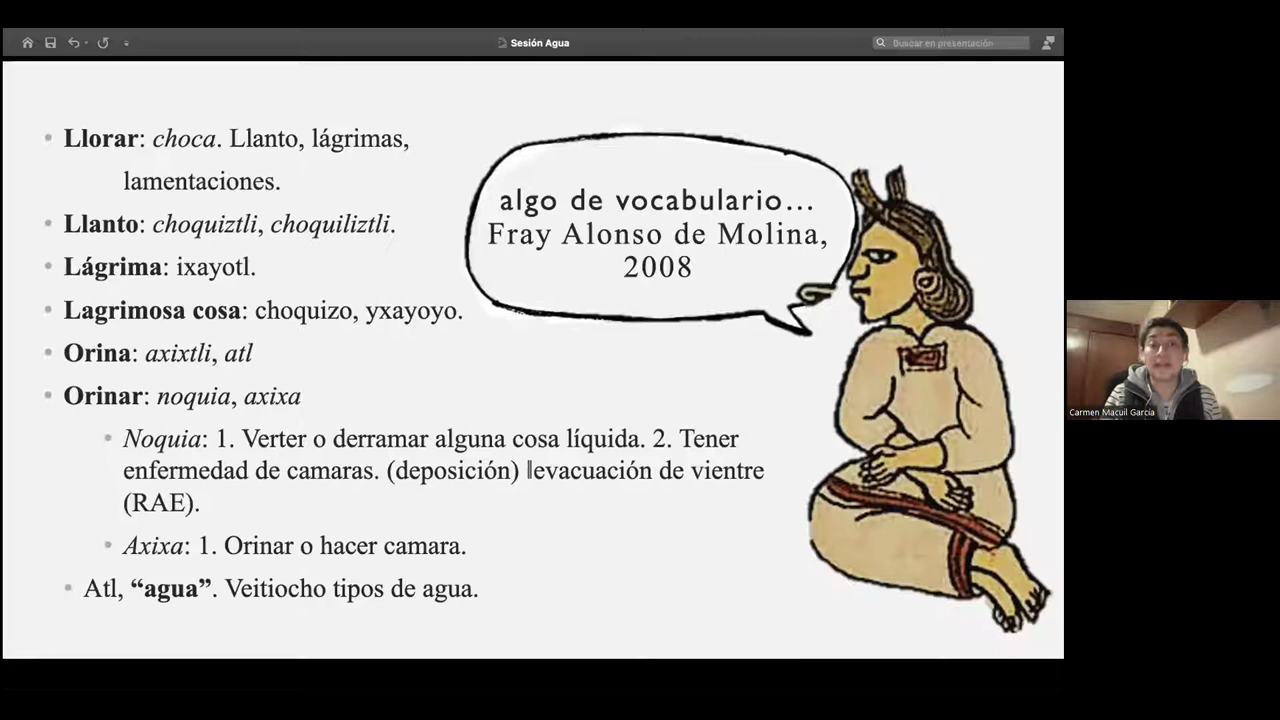 Sesión Agua
Buscar en presentación
Llorar: choca. Llanto, lágrimas,
lamentaciones.
Llanto: choquiztli, choquiliztli.
Lágrima: ixayotl.
Lagrimosa cosa: choquizo, yxayoyo.
Orina: axixtli, atl
Orinar: noquia, axixa
Noquia: 1. Verter o derramar alguna cosa líquida. 2. Tener
enfermedad de camaras. (deposición) ‖evacuación de vientre
(RAE).
Axixa: 1. Orinar o hacer camara.
Atl, “agua”. Veitiocho tipos de agua.
algo de vocabulario...
Fray Alonso de Molina,
2008
Carmen Macuil García